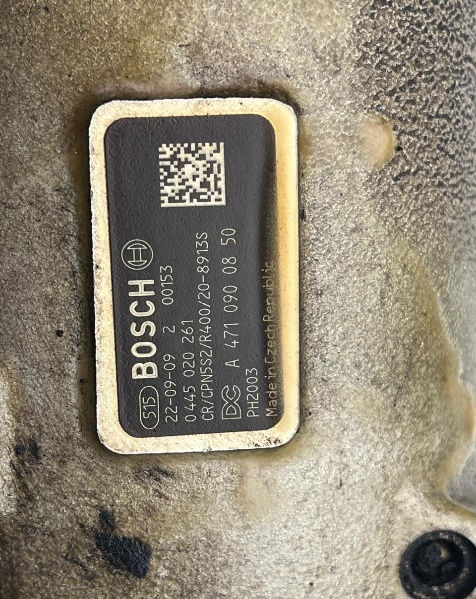 515 BOSCH
22-09-09 2 00153
0 445 020 261
CR/CPN5S2/R400/20-8913S
DC A 471 090 08 50
PH2003
Made in Czech Republic